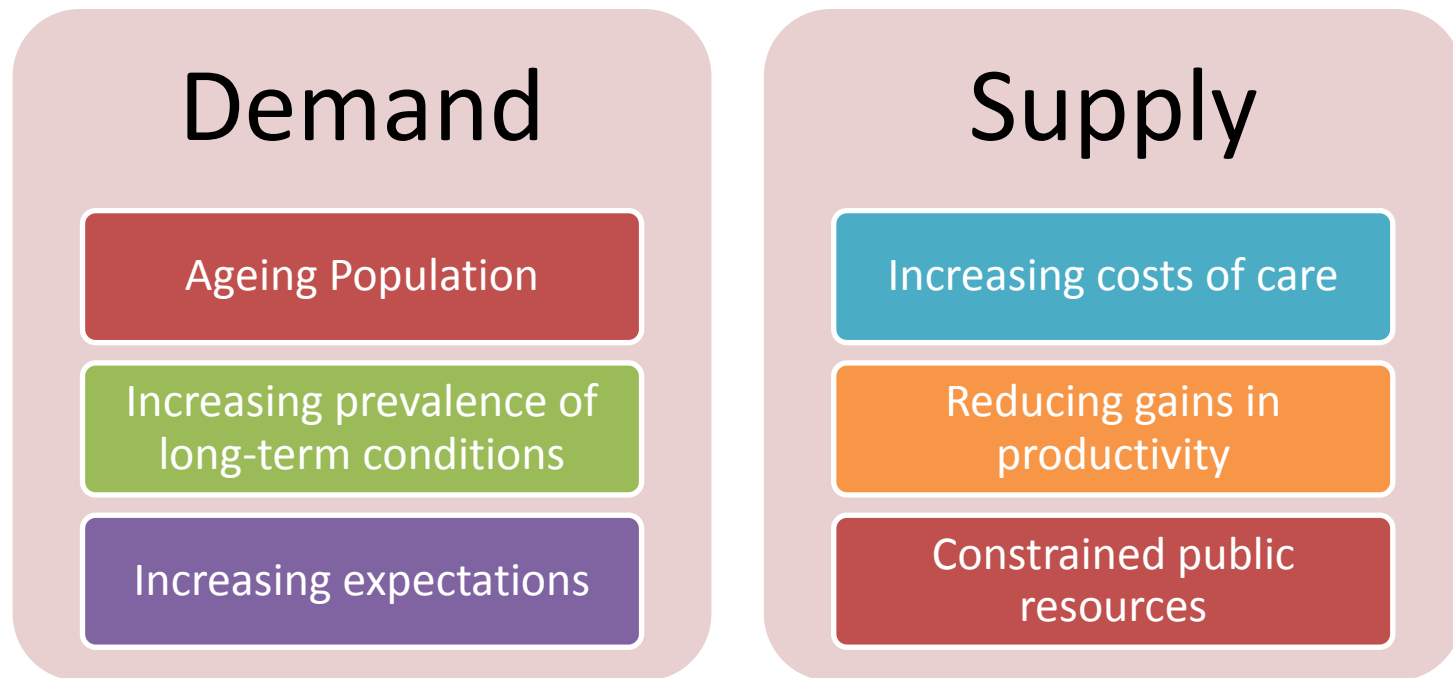 Demand
Ageing Population
Increasing prevalence of
long-term conditions
Increasing expectations
Supply
Increasing costs of care
Reducing gains in
productivity
Constrained public
resources